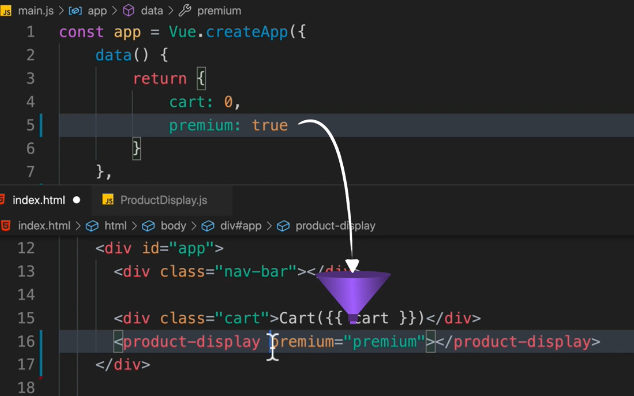 JS main.js > app > data > premium
1 const app = Vue.createApp({
2 data() {
3 return {
4 cart: 0,
5 premium: true
6 }
7 },
index.html JS ProductDisplay.js
index.html > html > body > div#app > product-display
12 <div id="app">
13 <div class="nav-bar"></div>
14
15 <div class="cart">Cart({{ cart }})</div>
16 <product-display premium="premium"></product-display>
17 </div>
18